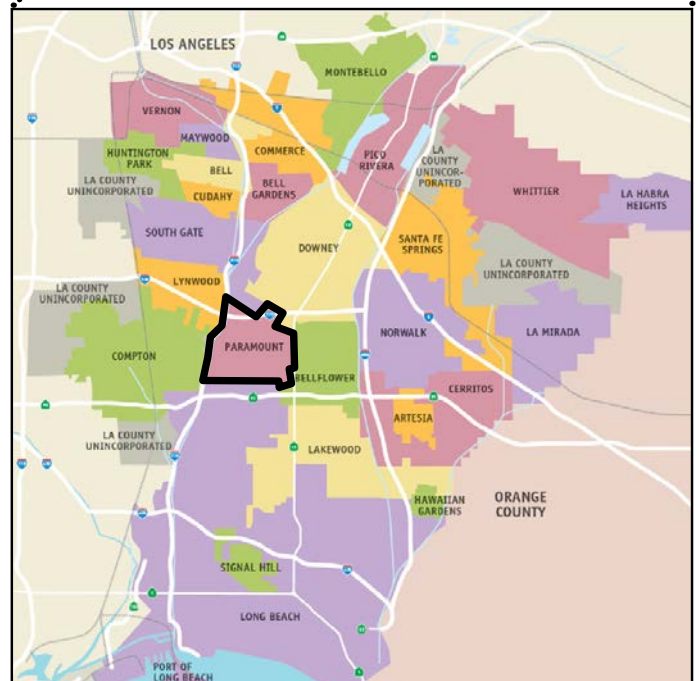 LOS ANGELES
MONTEBELLO
VERNON
MAYWOOD
COMMERCE
HUNTINGTON
PARK
BELL
PICO
RIVERA
LA
COUNTY
UNINCOR-
PORATED
LA COUNTY
UNINCORPORATED
CUDAHY
BELL
GARDENS
WHITTIER
LA HABRA
HEIGHTS
SOUTH GATE
DOWNEY
SANTA FE
SPRINGS
LA COUNTY
UNINCORPORATED
LYNWOOD
LA COUNTY
UNINCORPORATED
PARAMOUNT
NORWALK
LA MIRADA
COMPTON
BELLFLOWER
CERRITOS
ARTESIA
LA COUNTY
UNINCORPORATED
LAKEWOOD
HAWAIIAN
GARDENS
ORANGE
COUNTY
SIGNAL HILL
LONG BEACH
PORT OF
LONG BEACH